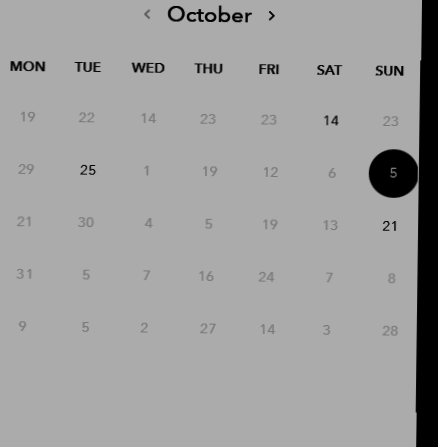 ‹ October ›
MON TUE WED THU FRI SAT SUN
19 22 14 23 23 14 23
29 25 1 19 12 6 5
21 30 4 5 19 13 21
31 5 7 16 24 7 8
9 5 2 27 14 3 28